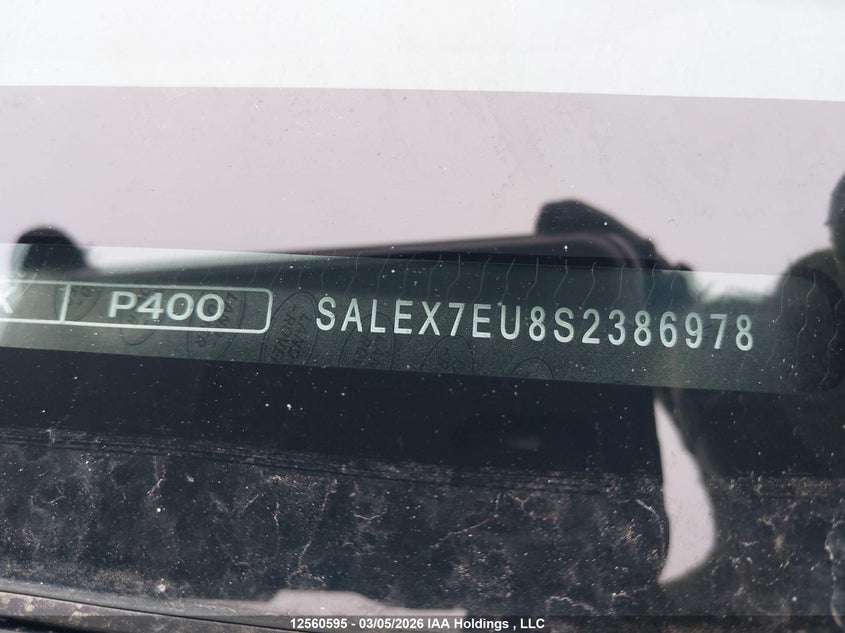 X P400 SALEX7EU8S2386978
12560595 - 03/05/2026 IAA Holdings , LLC